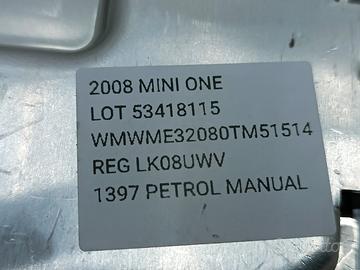 2008 MINI ONE
LOT 53418115
WMWME32080TM51514
REG LK08UWV
1397 PETROL MANUAL